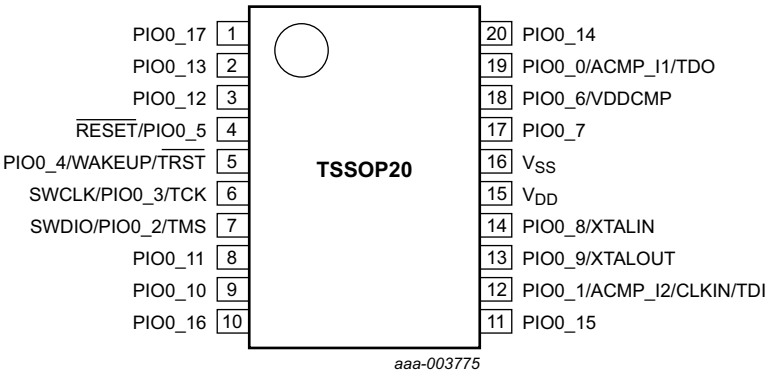 PIO0_17 1
PIO0_13 2
PIO0_12 3
RESET/PIO0_5 4
PIO0_4/WAKEUP/TRST 5
SWCLK/PIO0_3/TCK 6
SWDIO/PIO0_2/TMS 7
PIO0_11 8
PIO0_10 9
PIO0_16 10
TSSOP20
20 PIO0_14
19 PIO0_0/ACMP_I1/TDO
18 PIO0_6/VDDCMP
17 PIO0_7
16 VSS
15 VDD
14 PIO0_8/XTALIN
13 PIO0_9/XTALOUT
12 PIO0_1/ACMP_I2/CLKIN/TDI
11 PIO0_15
aaa-003775